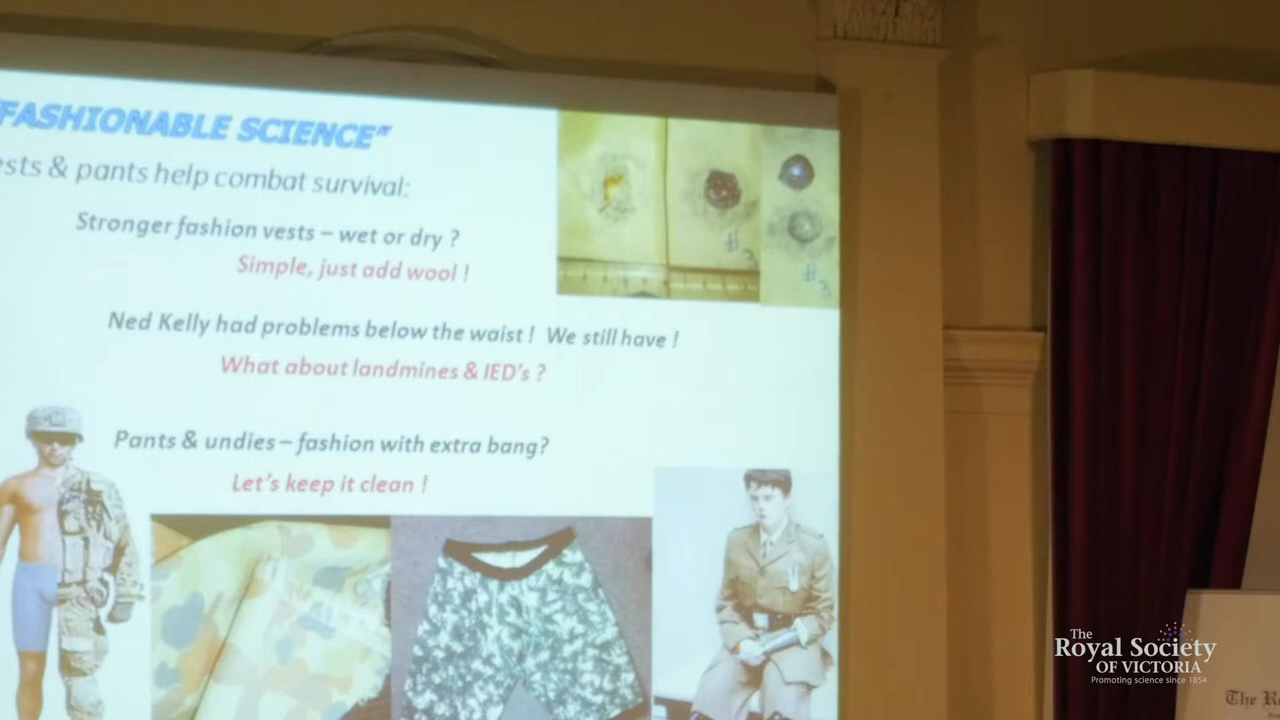 "FASHIONABLE SCIENCE"
& pants help combat survival:
Stronger fashion vests – wet or dry ?
Simple, just add wool !
Ned Kelly had problems below the waist ! We still have !
What about landmines & IED's ?
Pants & undies – fashion with extra bang?
Let's keep it clean !
#3
#3
The
Royal Society
OF VICTORIA
Promoting science since 1854
The